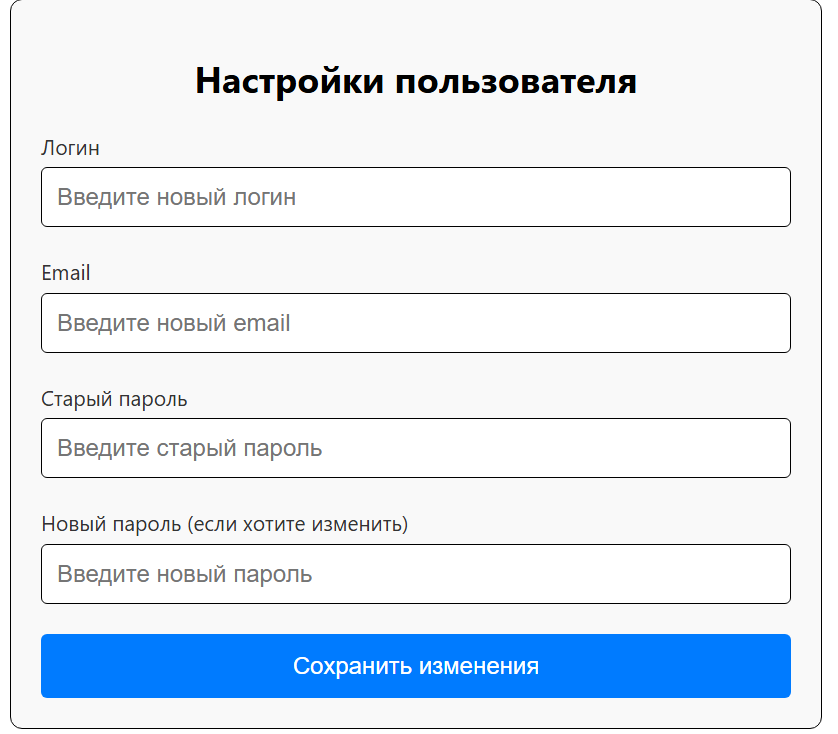 Настройки пользователя
Логин
Введите новый логин
Email
Введите новый email
Старый пароль
Введите старый пароль
Новый пароль (если хотите изменить)
Введите новый пароль
Сохранить изменения